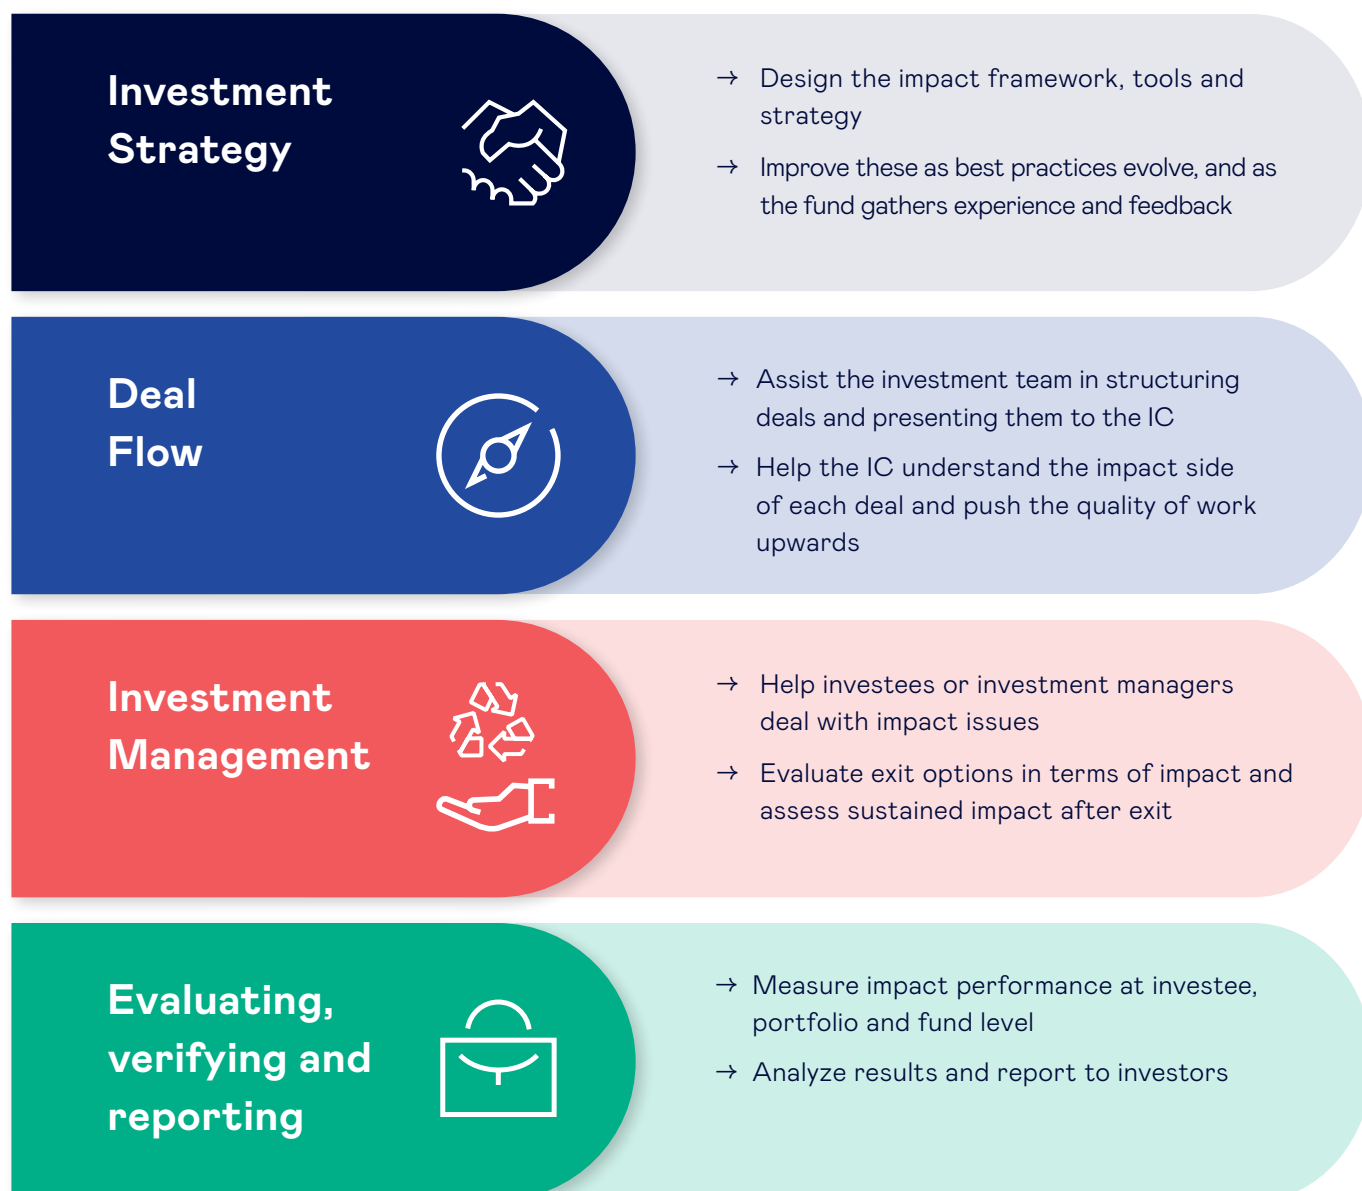 Investment
Strategy
→ Design the impact framework, tools and
strategy
→ Improve these as best practices evolve, and as
the fund gathers experience and feedback
Deal
Flow
→ Assist the investment team in structuring
deals and presenting them to the IC
→ Help the IC understand the impact side
of each deal and push the quality of work
upwards
Investment
Management
→ Help investees or investment managers
deal with impact issues
→ Evaluate exit options in terms of impact and
assess sustained impact after exit
Evaluating,
verifying and
reporting
→ Measure impact performance at investee,
portfolio and fund level
→ Analyze results and report to investors